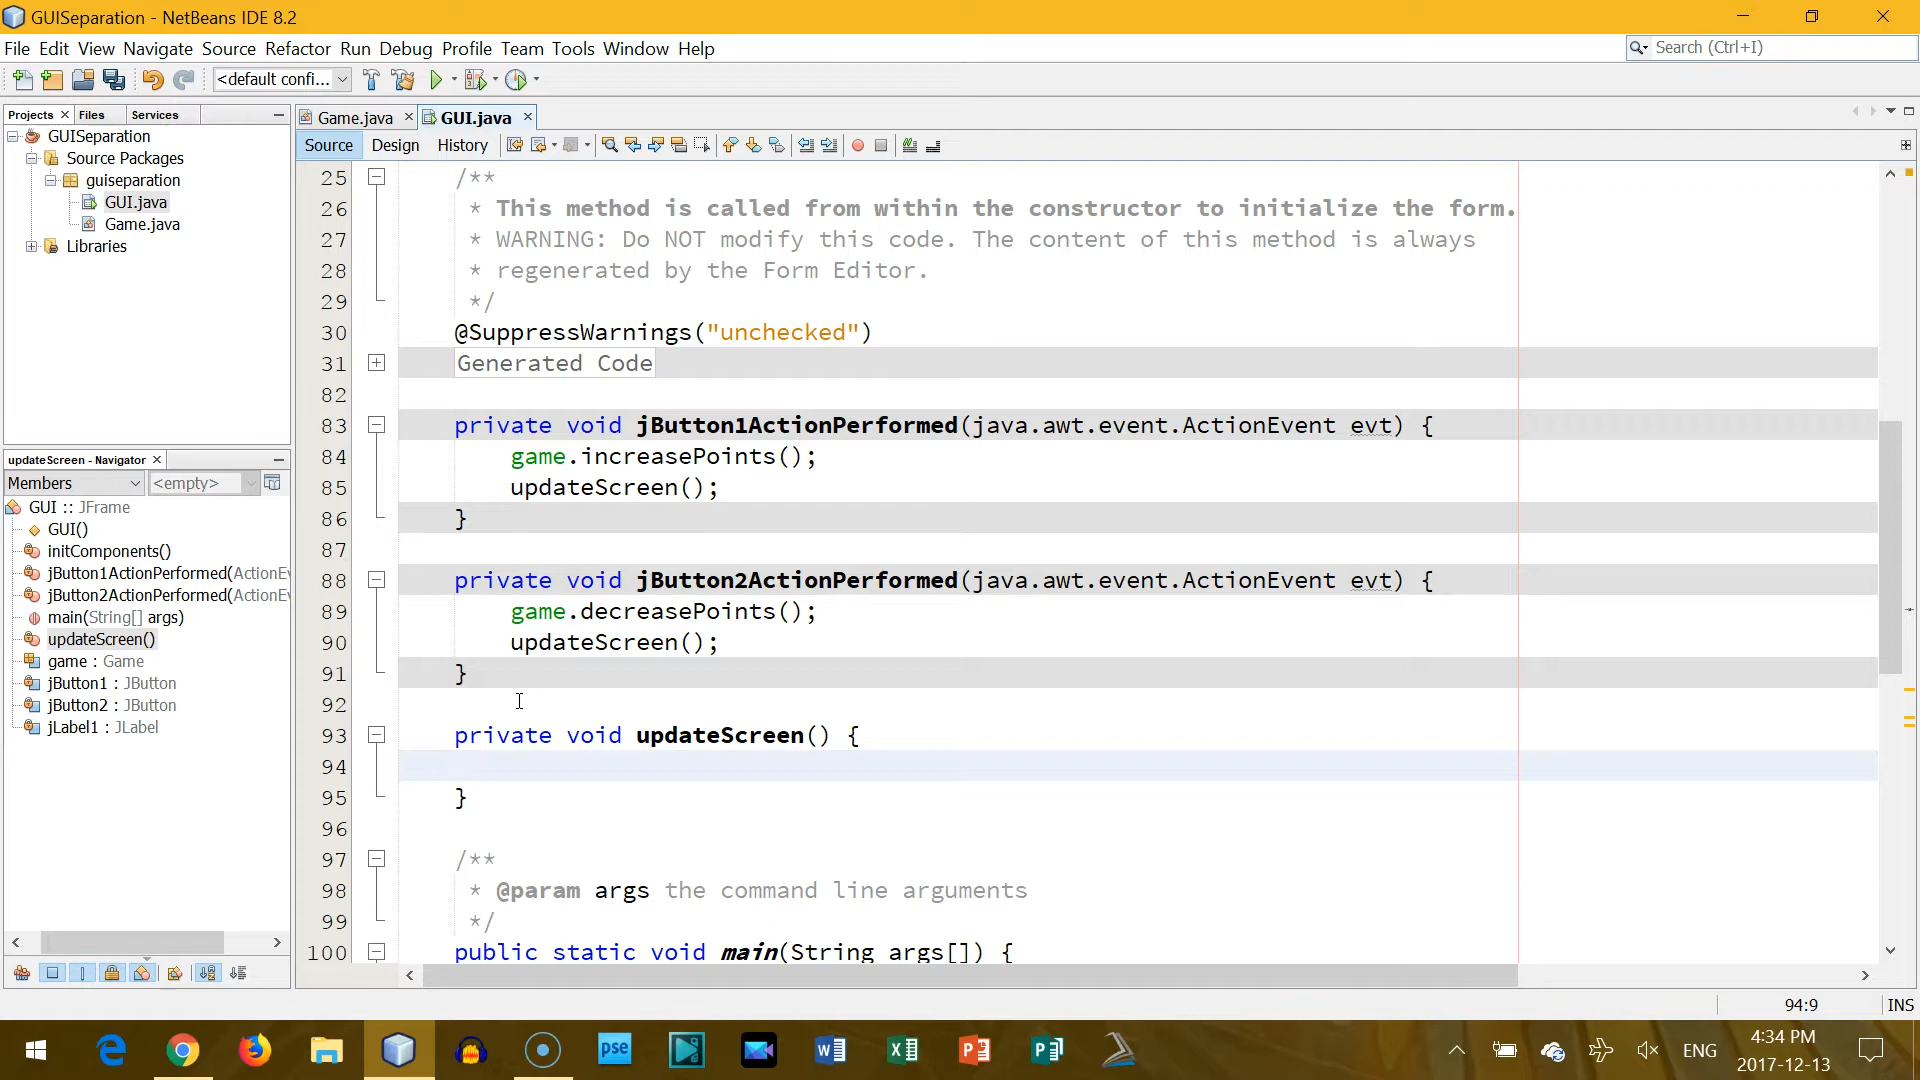 GUISeparation - NetBeans IDE 8.2
File Edit View Navigate Source Refactor Run Debug Profile Team Tools Window Help
Search (Ctrl+I)
<default confi...
Projects Files Services
GUISeparation
Source Packages
guiseparation
GUI.java
Game.java
Libraries
updateScreen - Navigator
Members <empty>
GUI :: JFrame
GUI()
initComponents()
jButton1ActionPerformed(ActionE
jButton2ActionPerformed(ActionE
main(String[] args)
updateScreen()
game : Game
jButton1 : JButton
jButton2 : JButton
jLabel1 : JLabel
Game.java GUI.java
Source Design History
25 /**
26 * This method is called from within the constructor to initialize the form.
27 * WARNING: Do NOT modify this code. The content of this method is always
28 * regenerated by the Form Editor.
29 */
30 @SuppressWarnings("unchecked")
31 Generated Code
82
83 private void jButton1ActionPerformed(java.awt.event.ActionEvent evt) {
84 game.increasePoints();
85 updateScreen();
86 }
87
88 private void jButton2ActionPerformed(java.awt.event.ActionEvent evt) {
89 game.decreasePoints();
90 updateScreen();
91 }
92
93 private void updateScreen() {
94
95 }
96
97 /**
98 * @param args the command line arguments
99 */
100 public static void main(String args[]) {
94:9 INS
pse
ENG
4:34 PM
2017-12-13